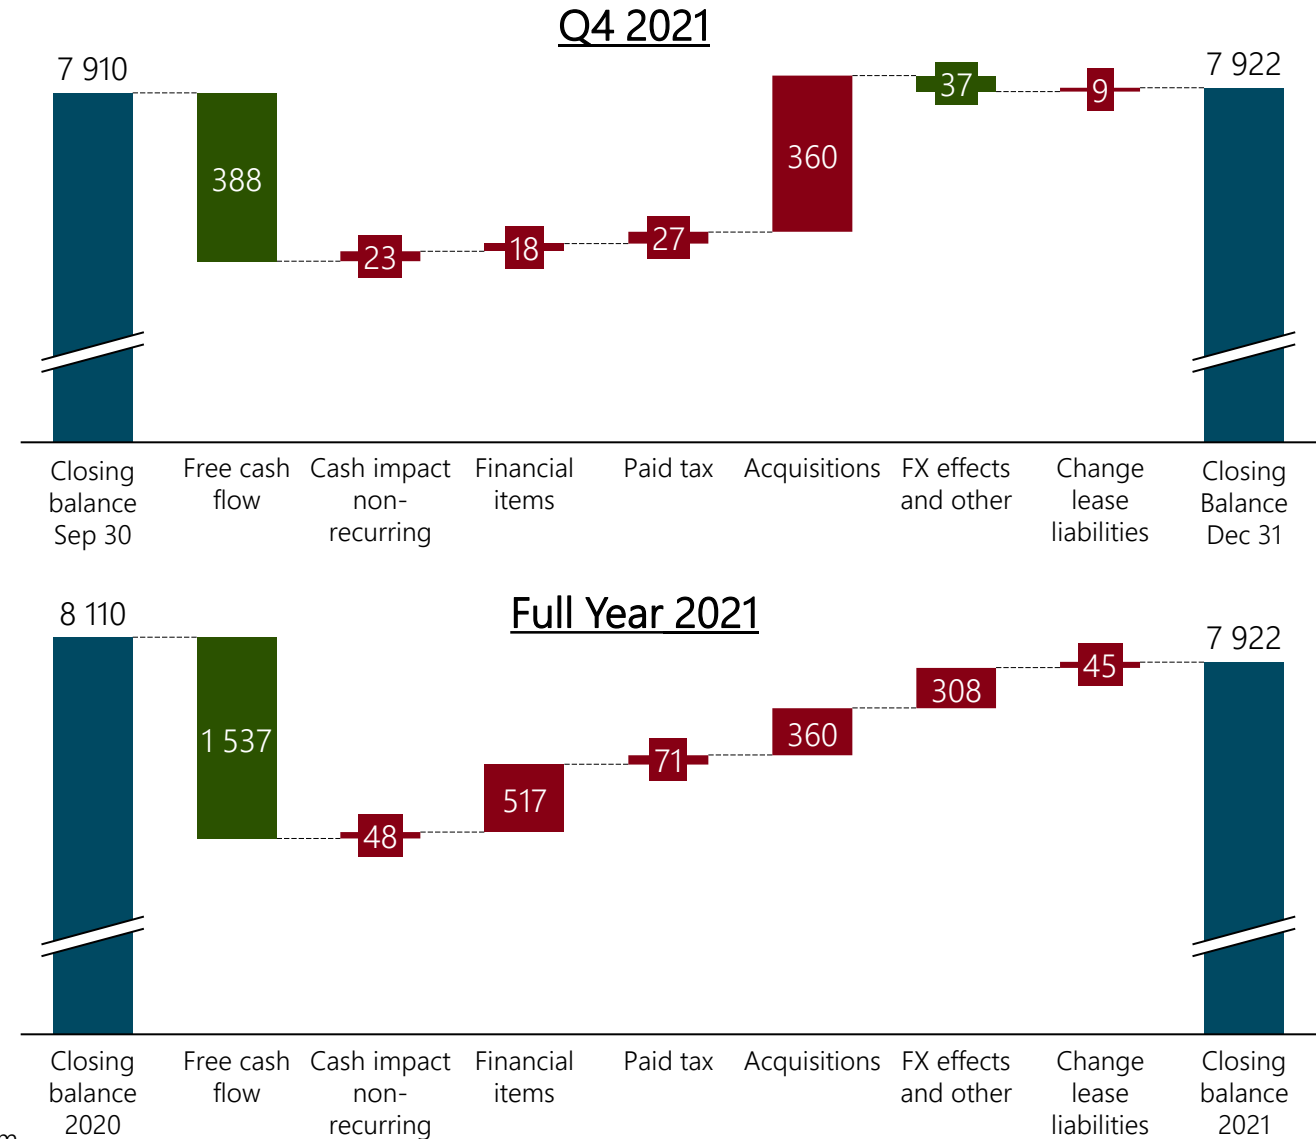 Q4 2021
7 910
388
23
18
27
360
37
9
7 922
Closing
balance
Sep 30
Free cash
flow
Cash impact
non-
recurring
Financial
items
Paid tax
Acquisitions
FX effects
and other
Change
lease
liabilities
Closing
Balance
Dec 31
Full Year 2021
8 110
1 537
48
517
71
360
308
45
7 922
Closing
balance
2020
Free cash
flow
Cash impact
non-
recurring
Financial
items
Paid tax
Acquisitions
FX effects
and other
Change
lease
liabilities
Closing
balance
2021